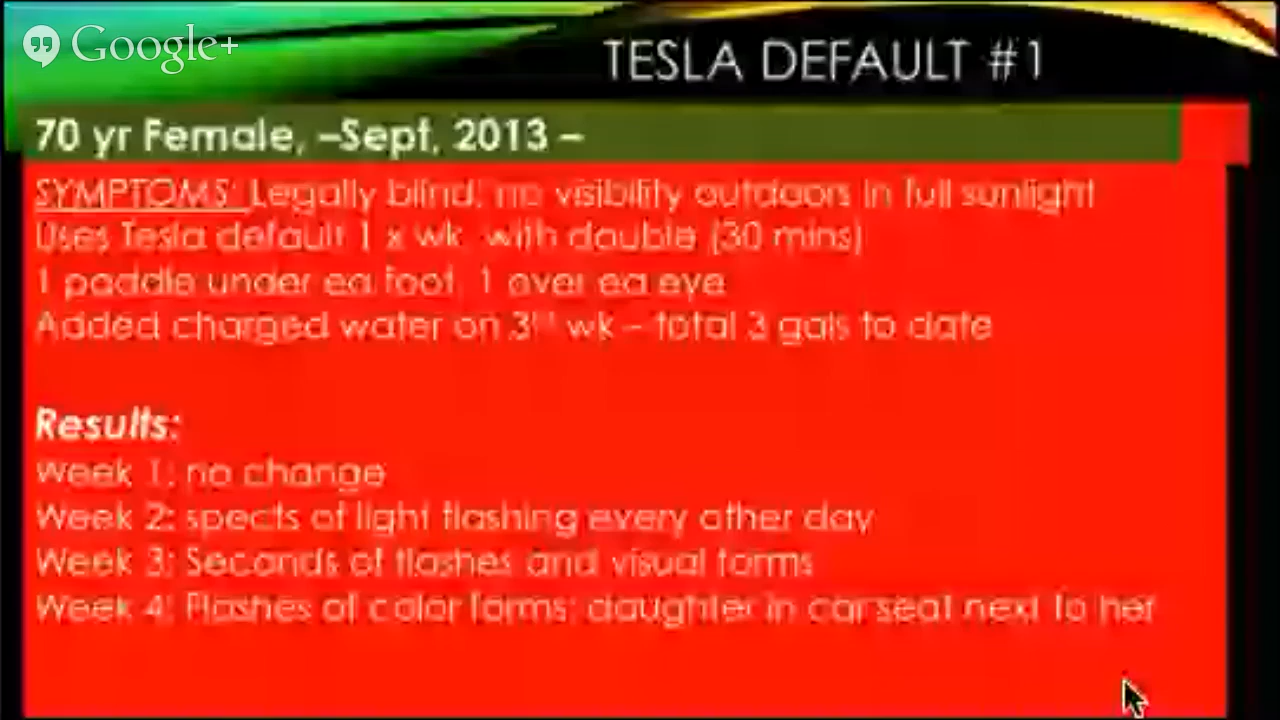 Google+
TESLA DEFAULT #1
70 yr Female, –Sept, 2013 –
SYMPTOMS: Legally blind; no visibility outdoors in full sunlight
Uses Tesla default 1 x wk with double (30 mins)
1 paddle under ea foot, 1 over ea eye
Added charged water on 3rd wk – total 3 gals to date
Results:
Week 1: no change
Week 2: spects of light flashing every other day
Week 3: Seconds of flashes and visual forms
Week 4: Flashes of color forms; daughter in car seat next to her